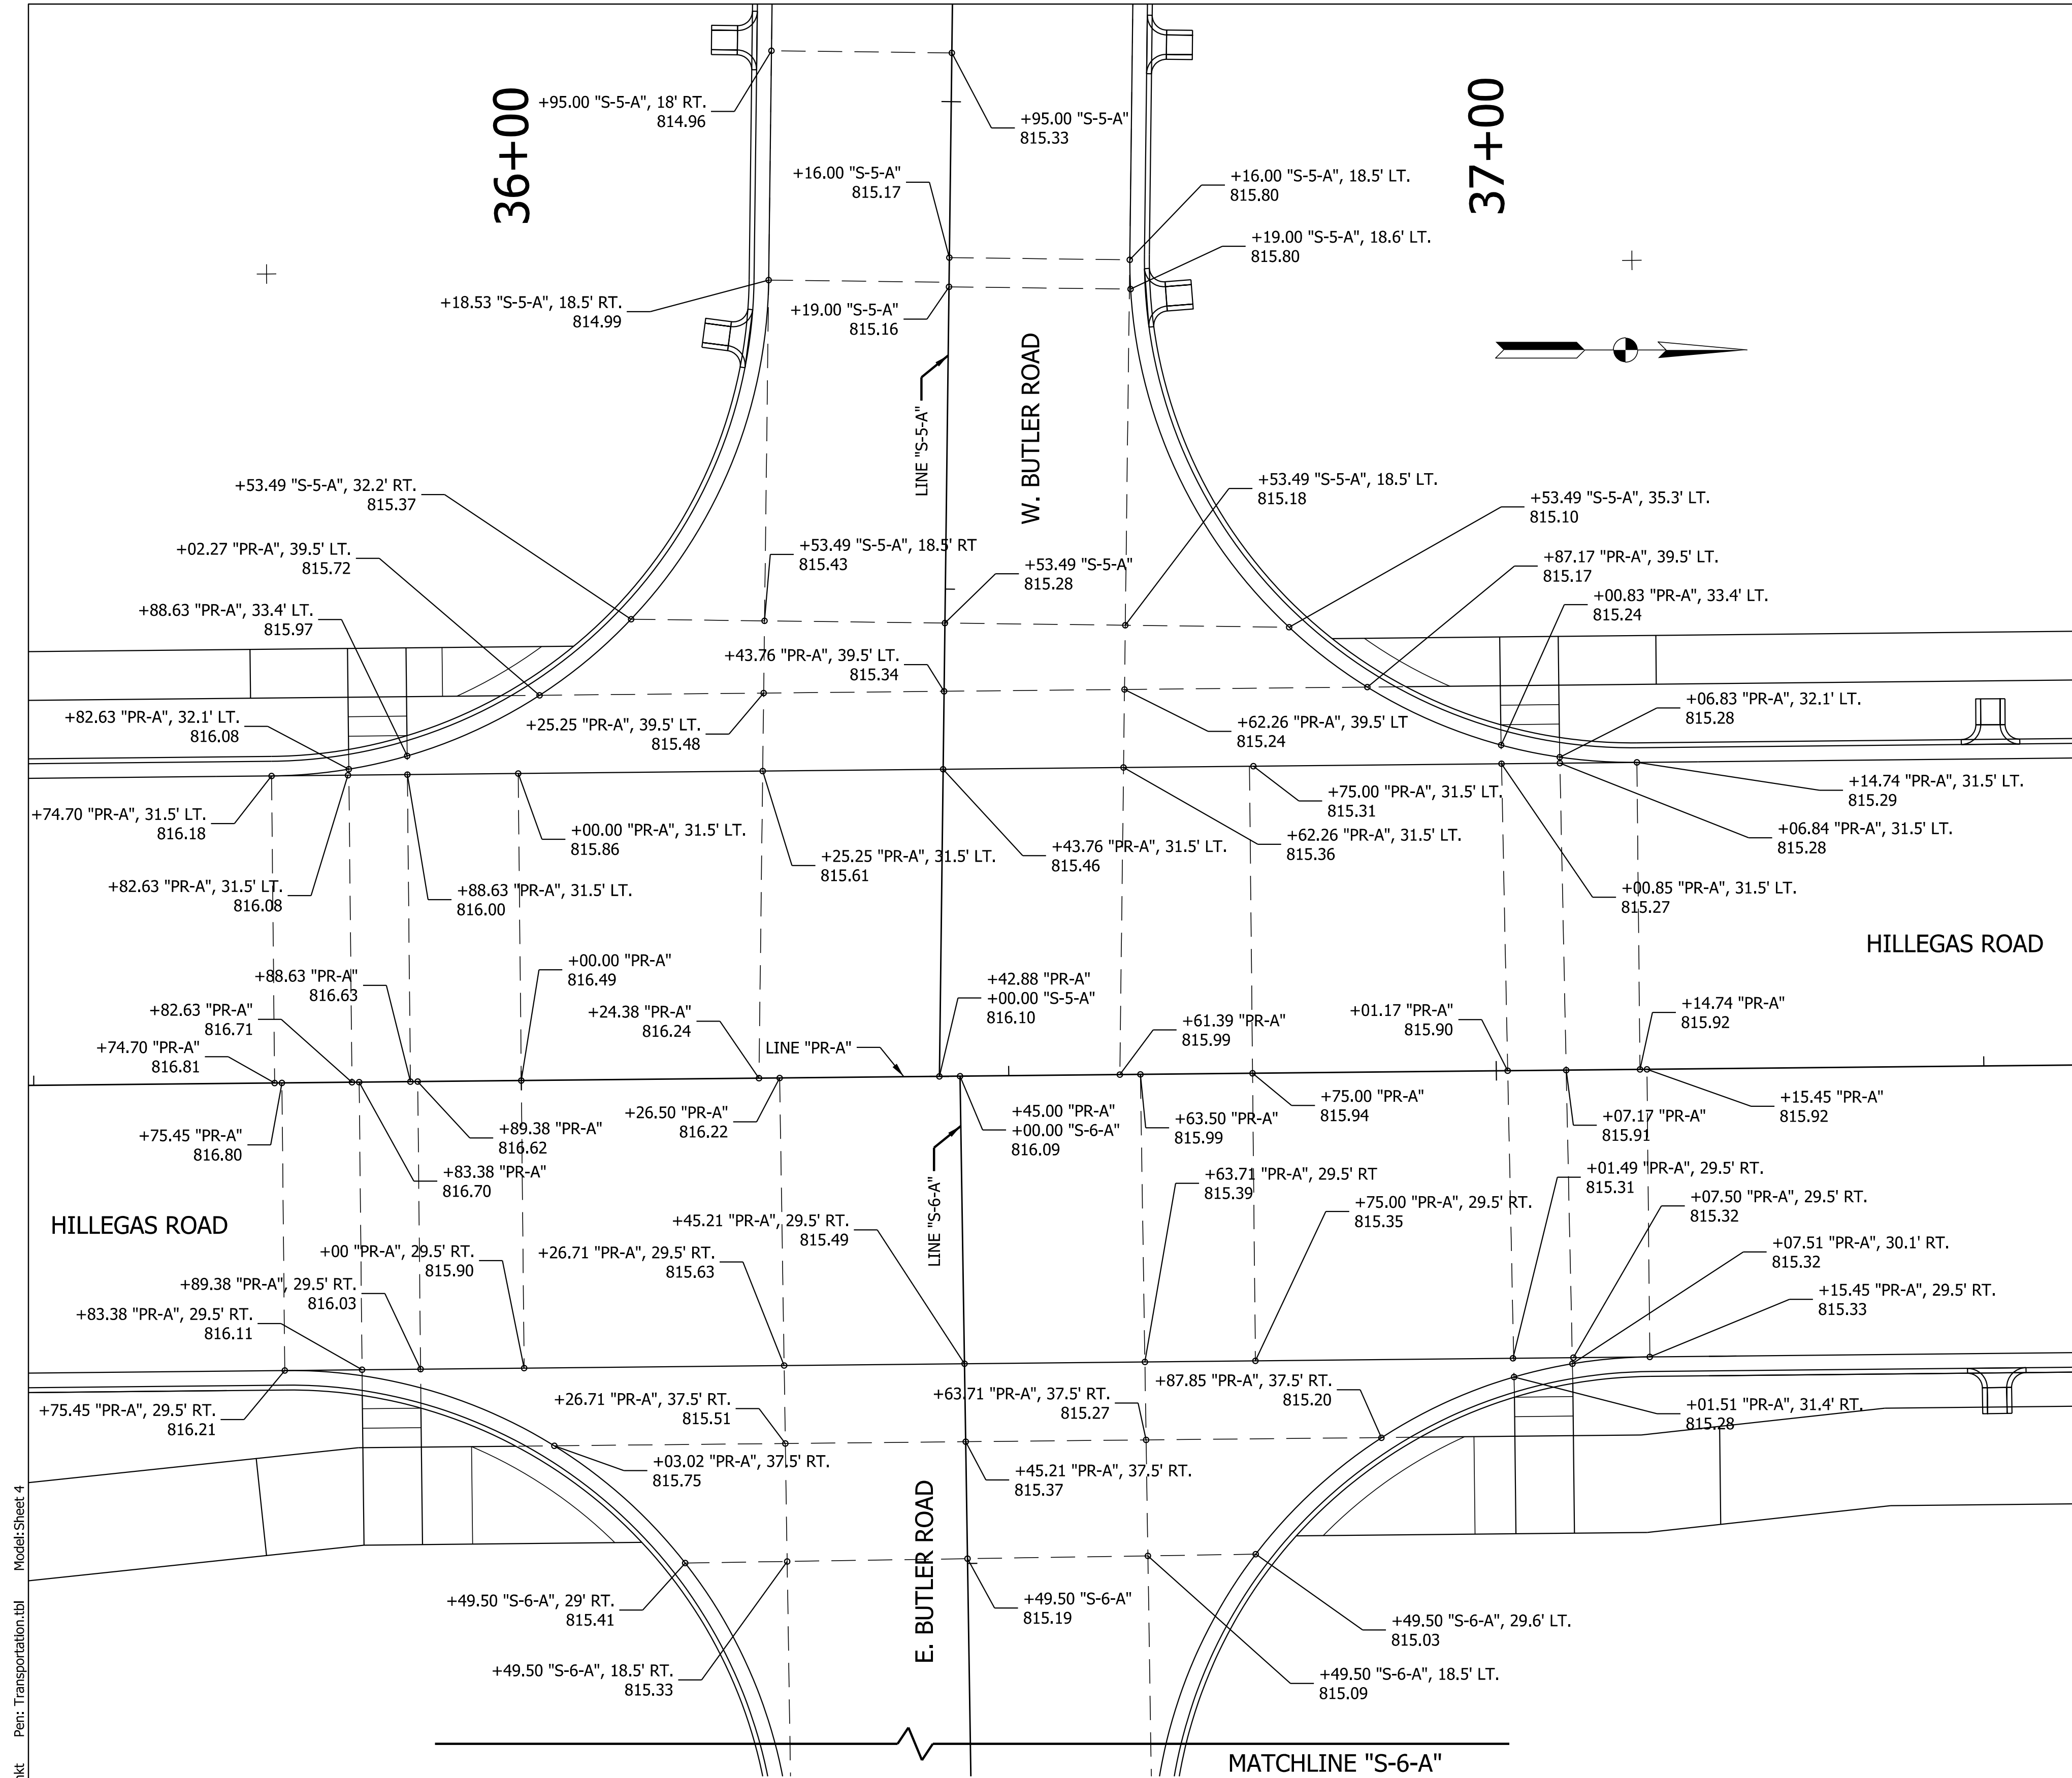 36+00
37+00
+95.00 "S-5-A", 18' RT.
814.96
+95.00 "S-5-A"
815.33
+16.00 "S-5-A"
815.17
+16.00 "S-5-A", 18.5' LT.
815.80
+19.00 "S-5-A", 18.6' LT.
815.80
+18.53 "S-5-A", 18.5' RT.
814.99
+19.00 "S-5-A"
815.16
LINE "S-5-A"
W. BUTLER ROAD
+53.49 "S-5-A", 32.2' RT.
815.37
+53.49 "S-5-A", 18.5' LT.
815.18
+53.49 "S-5-A", 35.3' LT.
815.10
+02.27 "PR-A", 39.5' LT.
815.72
+53.49 "S-5-A", 18.5' RT
815.43
+53.49 "S-5-A"
815.28
+87.17 "PR-A", 39.5' LT.
815.17
+88.63 "PR-A", 33.4' LT.
815.97
+00.83 "PR-A", 33.4' LT.
815.24
+43.76 "PR-A", 39.5' LT.
815.34
+82.63 "PR-A", 32.1' LT.
816.08
+25.25 "PR-A", 39.5' LT.
815.48
+62.26 "PR-A", 39.5' LT
815.24
+06.83 "PR-A", 32.1' LT.
815.28
+74.70 "PR-A", 31.5' LT.
816.18
+00.00 "PR-A", 31.5' LT.
815.86
+75.00 "PR-A", 31.5' LT.
815.31
+14.74 "PR-A", 31.5' LT.
815.29
+25.25 "PR-A", 31.5' LT.
815.61
+43.76 "PR-A", 31.5' LT.
815.46
+62.26 "PR-A", 31.5' LT.
815.36
+06.84 "PR-A", 31.5' LT.
815.28
+82.63 "PR-A", 31.5' LT.
816.08
+88.63 "PR-A", 31.5' LT.
816.00
+00.85 "PR-A", 31.5' LT.
815.27
HILLEGAS ROAD
+88.63 "PR-A"
816.63
+00.00 "PR-A"
816.49
+42.88 "PR-A"
+00.00 "S-5-A"
816.10
+82.63 "PR-A"
816.71
+24.38 "PR-A"
816.24
+61.39 "PR-A"
815.99
+01.17 "PR-A"
815.90
+14.74 "PR-A"
815.92
+74.70 "PR-A"
816.81
LINE "PR-A"
+75.45 "PR-A"
816.80
+89.38 "PR-A"
816.62
+26.50 "PR-A"
816.22
+45.00 "PR-A"
+00.00 "S-6-A"
816.09
+63.50 "PR-A"
815.99
+75.00 "PR-A"
815.94
+07.17 "PR-A"
815.91
+15.45 "PR-A"
815.92
+83.38 "PR-A"
816.70
LINE "S-6-A"
+63.71 "PR-A", 29.5' RT
815.39
+01.49 "PR-A", 29.5' RT.
815.31
HILLEGAS ROAD
+45.21 "PR-A", 29.5' RT.
815.49
+75.00 "PR-A", 29.5' RT.
815.35
+07.50 "PR-A", 29.5' RT.
815.32
+00 "PR-A", 29.5' RT.
815.90
+26.71 "PR-A", 29.5' RT.
815.63
+07.51 "PR-A", 30.1' RT.
815.32
+89.38 "PR-A", 29.5' RT.
816.03
+15.45 "PR-A", 29.5' RT.
815.33
+83.38 "PR-A", 29.5' RT.
816.11
+75.45 "PR-A", 29.5' RT.
816.21
+26.71 "PR-A", 37.5' RT.
815.51
+63.71 "PR-A", 37.5' RT.
815.27
+87.85 "PR-A", 37.5' RT.
815.20
+01.51 "PR-A", 31.4' RT.
815.28
+03.02 "PR-A", 37.5' RT.
815.75
+45.21 "PR-A", 37.5' RT.
815.37
E. BUTLER ROAD
+49.50 "S-6-A", 29' RT.
815.41
+49.50 "S-6-A"
815.19
+49.50 "S-6-A", 29.6' LT.
815.03
+49.50 "S-6-A", 18.5' RT.
815.33
+49.50 "S-6-A", 18.5' LT.
815.09
MATCHLINE "S-6-A"
Pen: Transportation.tbl Model:Sheet 4